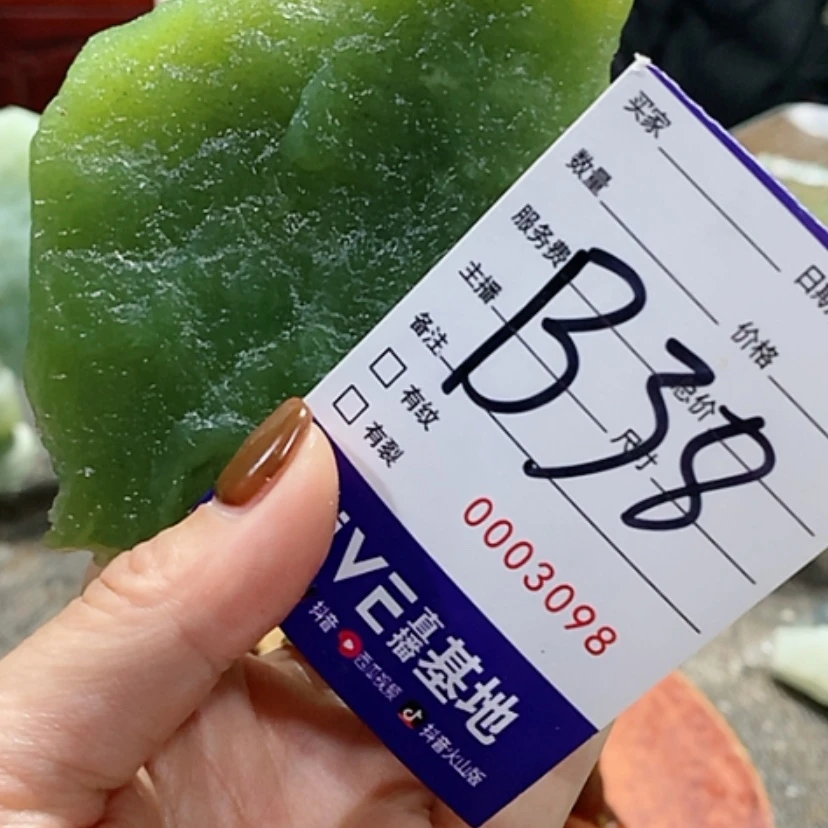 买家
数量 日期
服务费
主播 价格
备注 总价
尺寸
B38
有纹
有裂
0003098
LIVE 直播基地
抖音 西瓜视频 抖音火山版